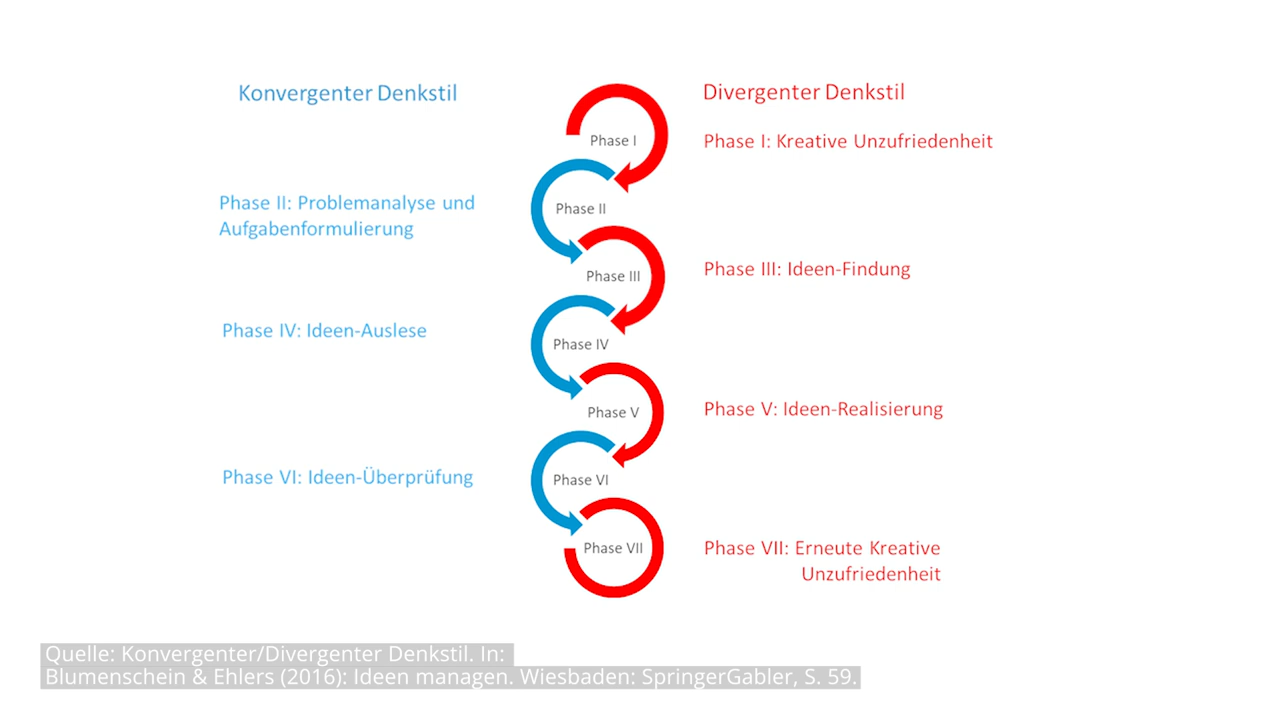 Konvergenter Denkstil
Divergenter Denkstil
Phase I
Phase I: Kreative Unzufriedenheit
Phase II: Problemanalyse und
Aufgabenformulierung
Phase II
Phase III
Phase III: Ideen-Findung
Phase IV: Ideen-Auslese
Phase IV
Phase V
Phase V: Ideen-Realisierung
Phase VI: Ideen-Überprüfung
Phase VI
Phase VII
Phase VII: Erneute Kreative
Unzufriedenheit
Quelle: Konvergenter/Divergenter Denkstil. In:
Blumenschein & Ehlers (2016): Ideen managen. Wiesbaden: SpringerGabler, S. 59.